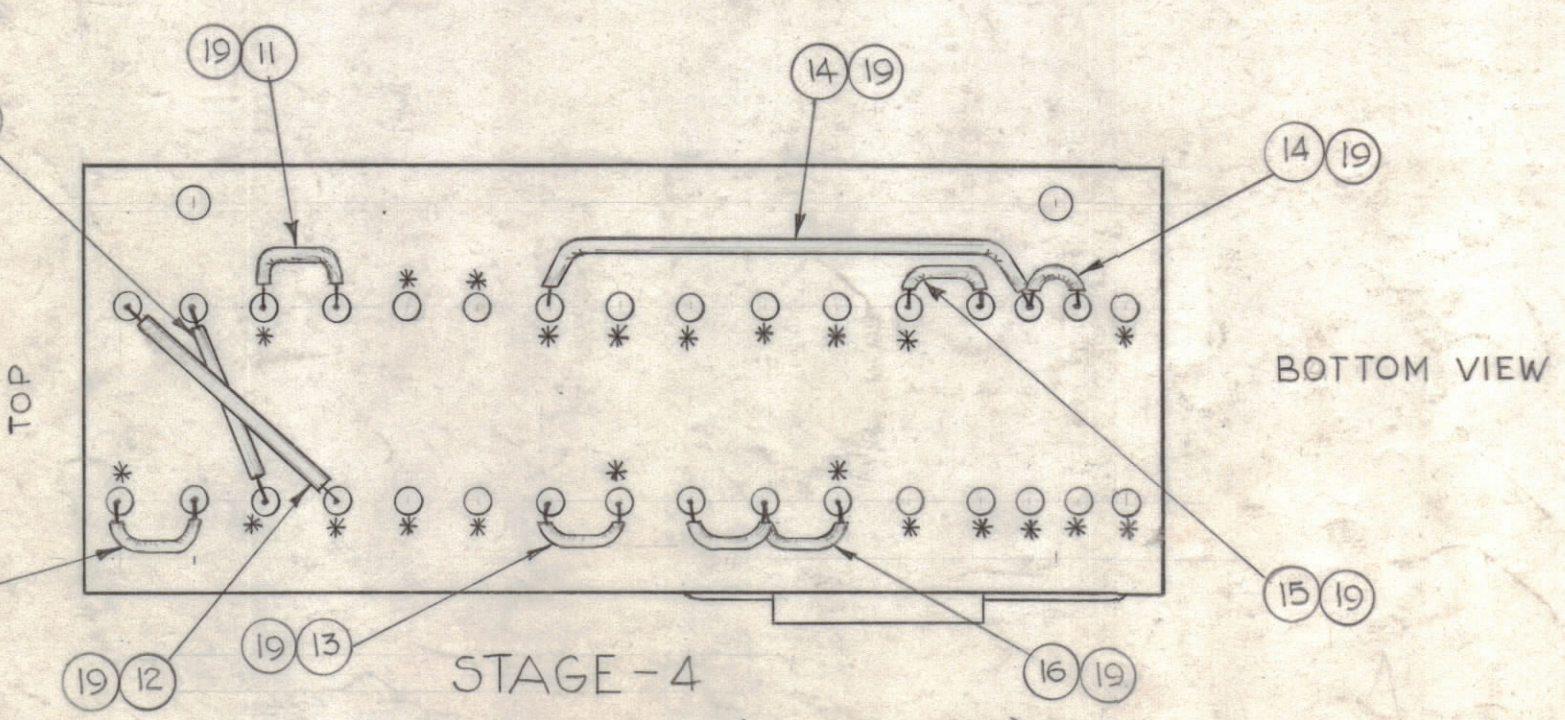 19 11
14 19
14 19
* *
* * * * * * * *
TOP
BOTTOM VIEW
* * *
* * * * * * * * *
15 19
19 13
16 19
19 12
STAGE-4